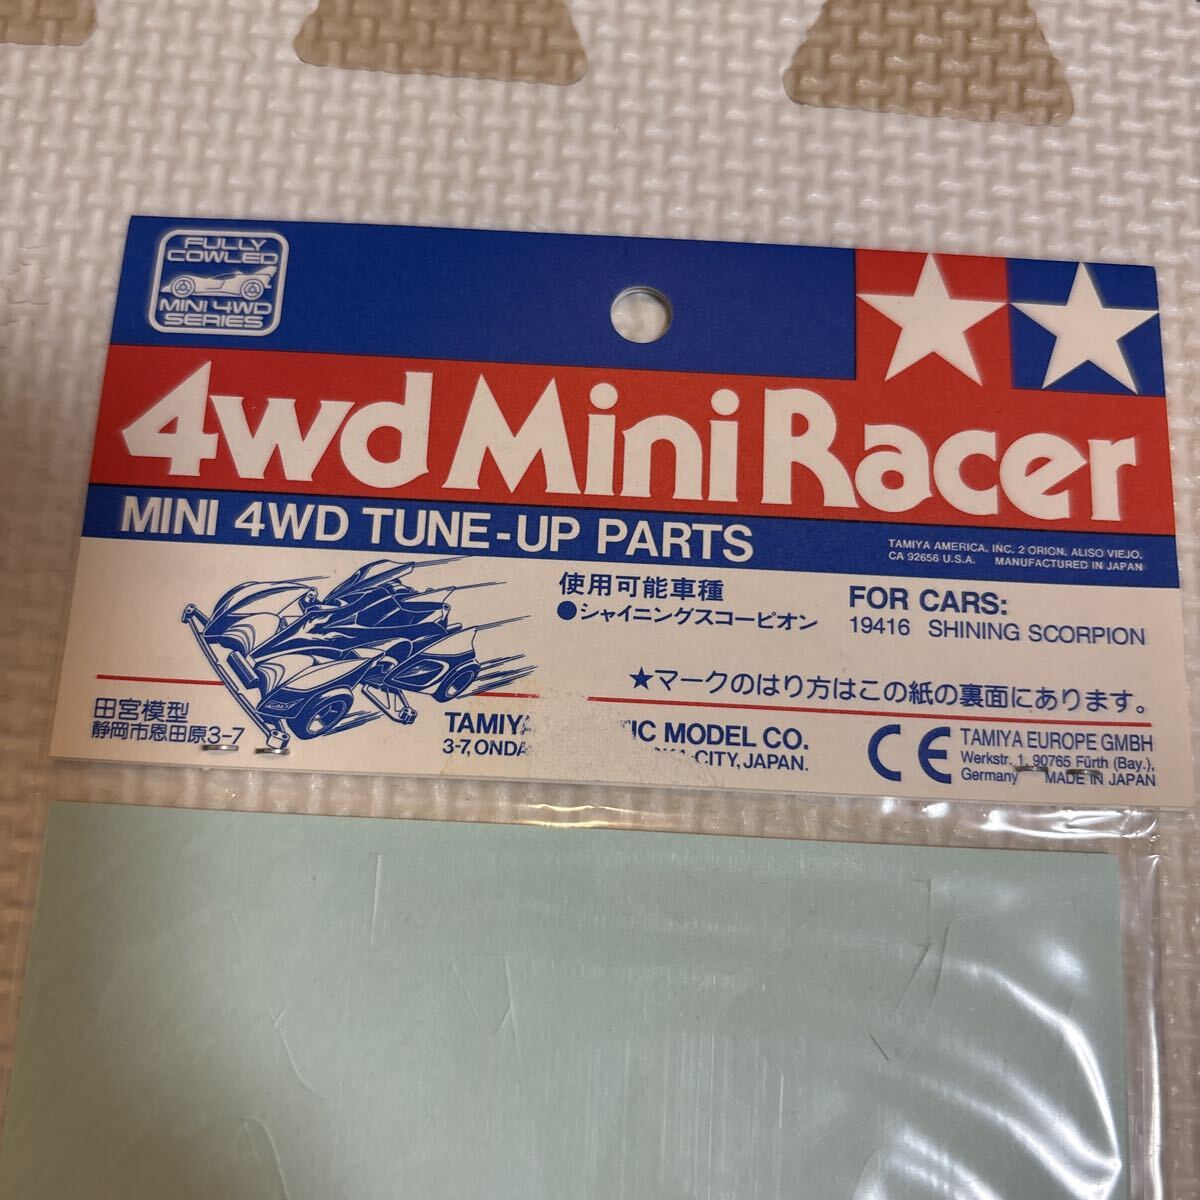 FULLY
COWLED
MINI 4WD
SERIES
4wd Mini Racer
MINI 4WD TUNE-UP PARTS
TAMIYA AMERICA, INC. 2 ORION, ALISO VIEJO,
CA 92656 U.S.A. MANUFACTURED IN JAPAN
使用可能車種
●シャイニングスコーピオン
FOR CARS:
19416 SHINING SCORPION
★マークのはり方はこの紙の裏面にあります。
田宮模型
静岡市恩田原3-7
TAMIYA MODEL CO.
3-7, CITY, JAPAN.
CE
TAMIYA EUROPE GMBH
Werkstr. 1, 90765 Fürth (Bay.),
Germany MADE IN JAPAN